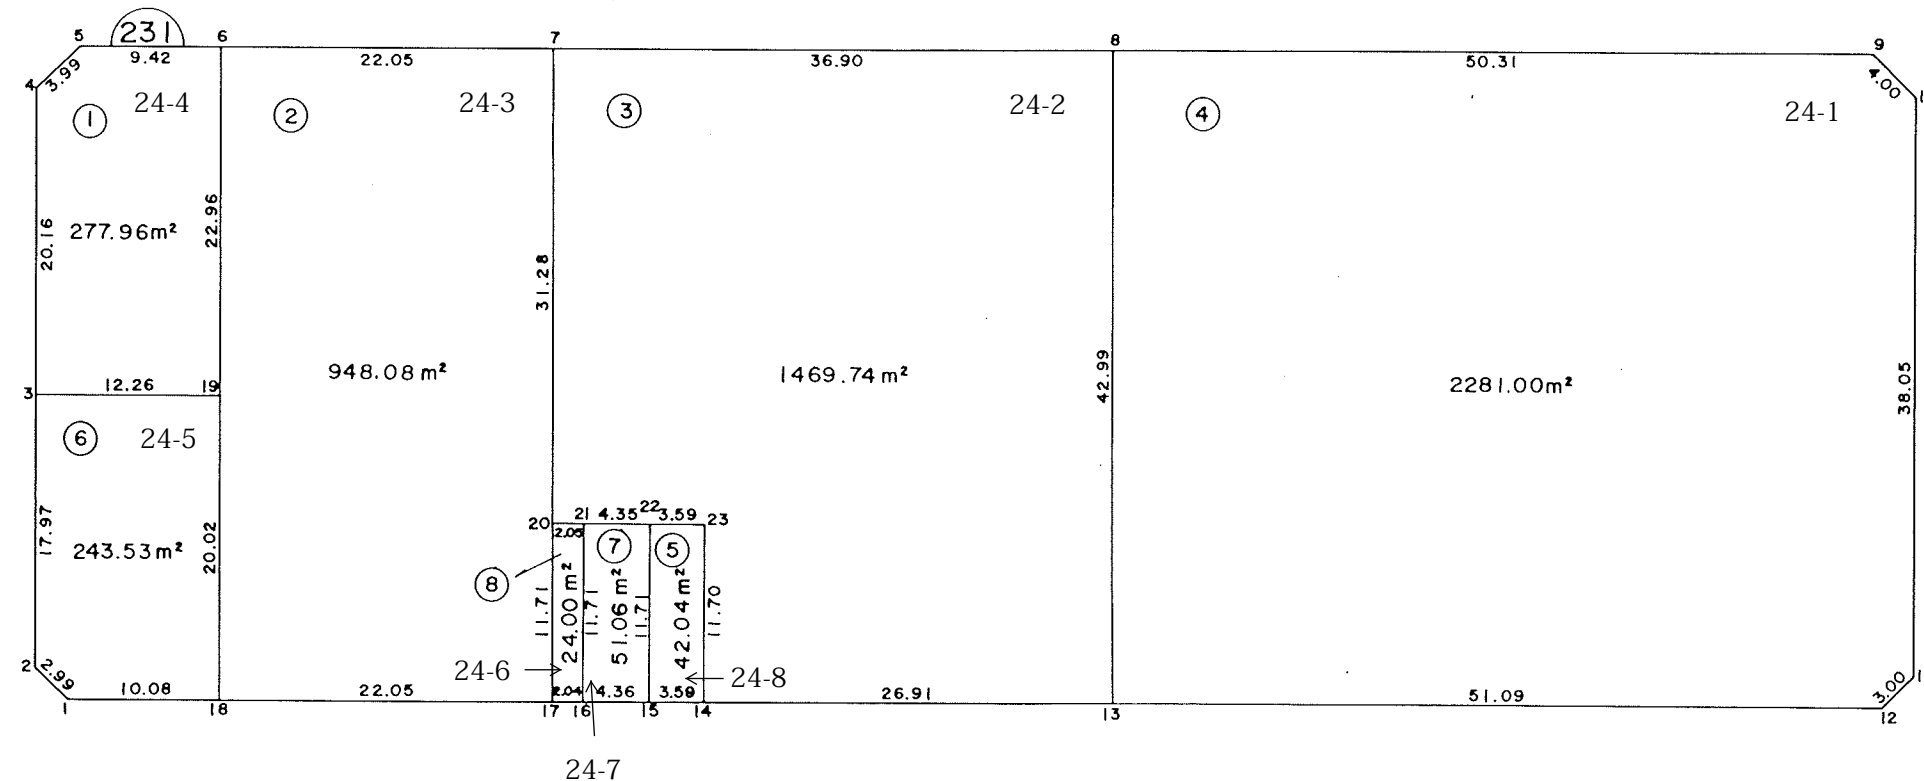 231
5 6 7 8 9
9.42 22.05 36.90 50.31
4 3.99
.00
① 24-4 ② 24-3 ③ 24-2 ④ 24-1
20.16 277.96m² 22.96
31.28
948.08m² 1469.74m² 42.99 2281.00m² 38.05
3 12.26 19
⑥ 24-5
17.97 243.53m² 20.02
20 21 4.35 22 3.59 23
2.05 ⑦ ⑤
⑧
11.71 24.00m² 11.71 51.06m² 11.71 42.04m² 11.70
24-6 24-8
2 2.99 3.00
10.08 22.05 2.04 4.36 3.59 26.91 51.09
1 18 17 16 15 14 13 12
24-7